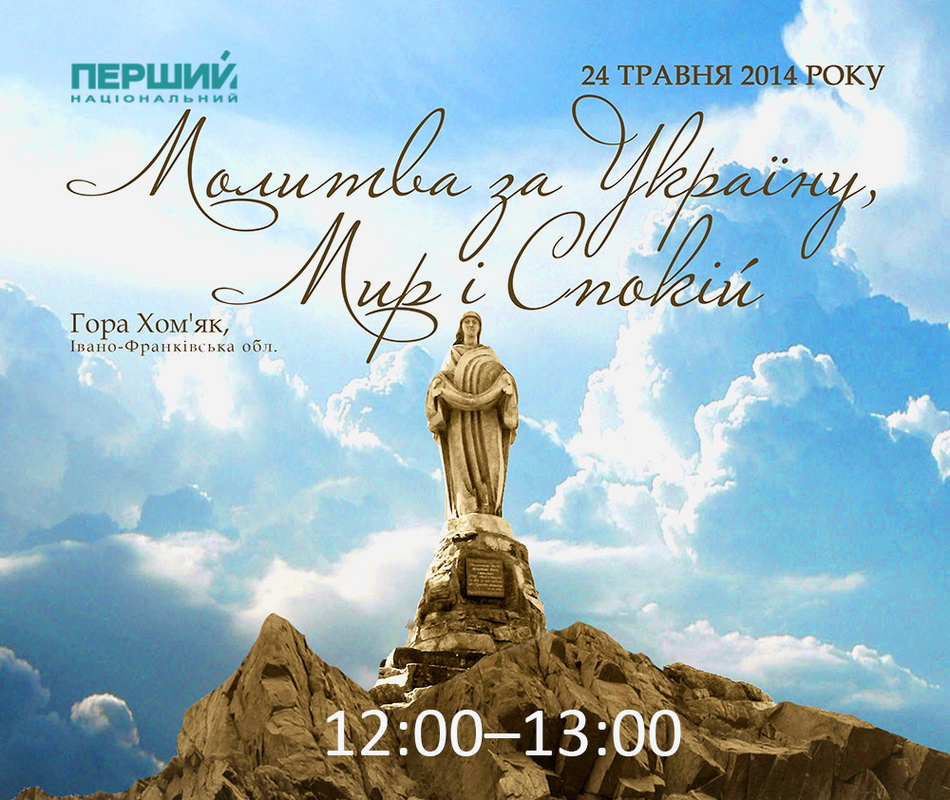 ПЕРШИЙ
НАЦІОНАЛЬНИЙ
24 ТРАВНЯ 2014 РОКУ
Молитва за Україну,
Мир і Спокій
Гора Хом'як,
Івано-Франківська обл.
12:00–13:00